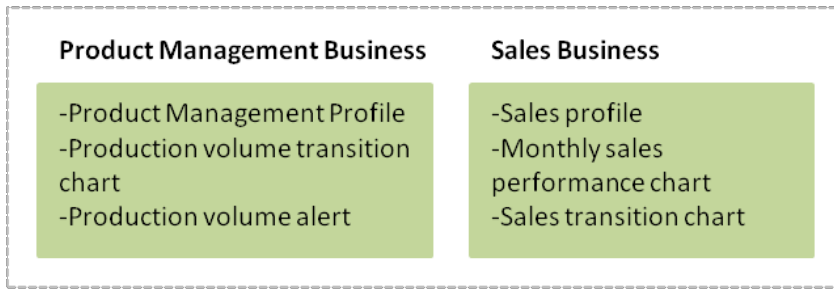 Product Management Business
-Product Management Profile
-Production volume transition
chart
-Production volume alert
Sales Business
-Sales profile
-Monthly sales
performance chart
-Sales transition chart